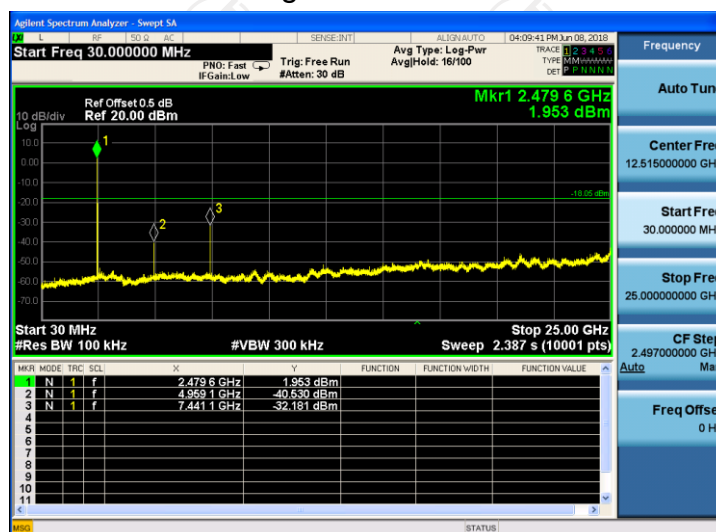 Agilent Spectrum Analyzer - Swept SA
LXI L RF 50 Ω AC SENSE:INT ALIGN AUTO 04:09:41 PM Jun 08, 2018
Start Freq 30.000000 MHz
PNO: Fast
IFGain:Low
Trig: Free Run
#Atten: 30 dB
Avg Type: Log-Pwr
Avg|Hold: 16/100
TRACE 1 2 3 4 5 6
TYPE M
DET P P N N N N
Ref Offset 0.5 dB
Ref 20.00 dBm
10 dB/div
Log
Mkr1 2.479 6 GHz
1.953 dBm
10.0
0.00
-10.0
-20.0
-30.0
-40.0
-50.0
-60.0
-70.0
1
2
3
-18.05 dBm
Start 30 MHz
Stop 25.00 GHz
#Res BW 100 kHz
#VBW 300 kHz
Sweep 2.387 s (10001 pts)
MKR MODE TRC SCL X Y FUNCTION FUNCTION WIDTH FUNCTION VALUE
1 N 1 f 2.479 6 GHz 1.953 dBm
2 N 1 f 4.959 1 GHz -40.530 dBm
3 N 1 f 7.441 1 GHz -32.181 dBm
4
5
6
7
8
9
10
11
MSG
STATUS
Frequency
Auto Tun
Center Fre
12.515000000 GH
Start Fre
30.000000 MH
Stop Fre
25.000000000 GH
CF Step
2.497000000 GH
Auto Ma
Freq Offse
0 H